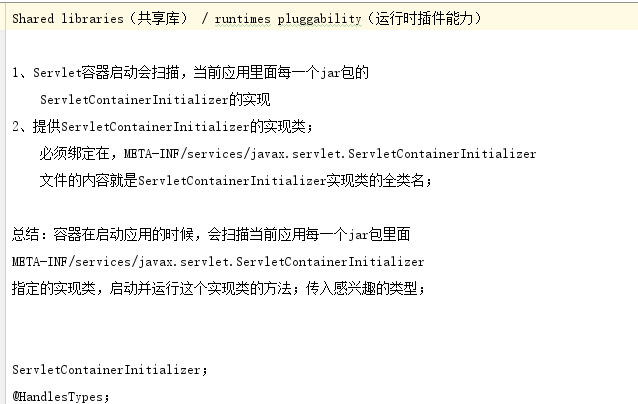 Shared libraries（共享库） / runtimes pluggability（运行时插件能力）
1、Servlet容器启动会扫描，当前应用里面每一个jar包的
ServletContainerInitializer的实现
2、提供ServletContainerInitializer的实现类；
必须绑定在，META-INF/services/javax.servlet.ServletContainerInitializer
文件的内容就是ServletContainerInitializer实现类的全类名；
总结：容器在启动应用的时候，会扫描当前应用每一个jar包里面
META-INF/services/javax.servlet.ServletContainerInitializer
指定的实现类，启动并运行这个实现类的方法；传入感兴趣的类型；
ServletContainerInitializer；
@HandlesTypes；